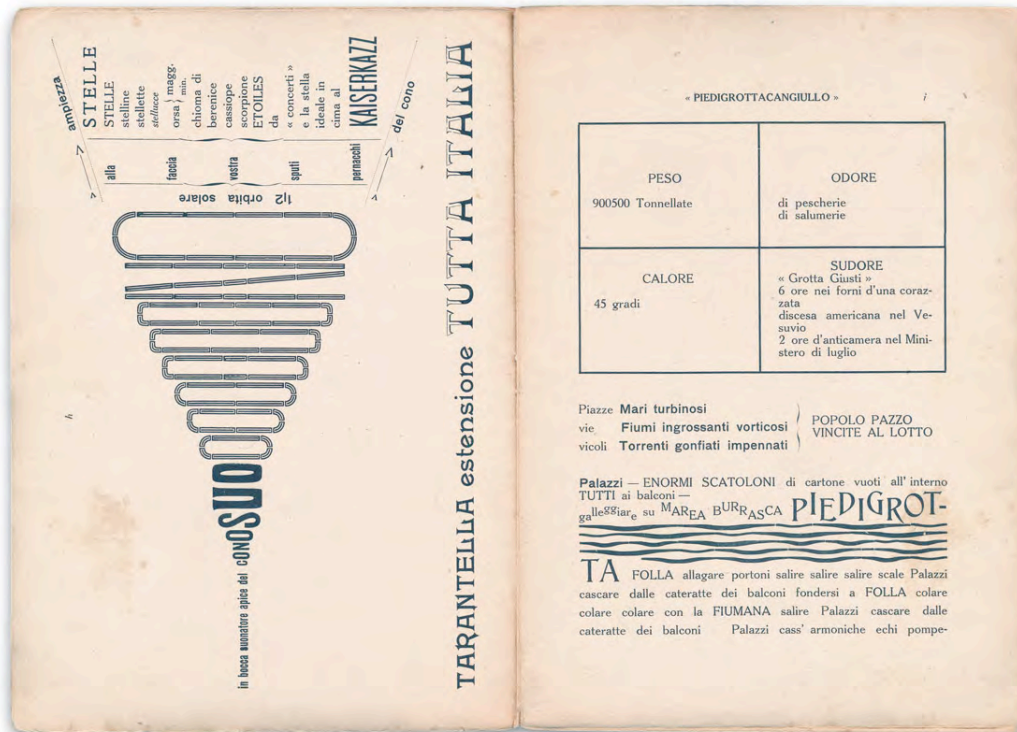 TARANTELLA estensione TUTTA ITALIA
in bocca suonatore apice del CONO SUO
1|2 orbita solare
alla
faccia
vostra
sputi
pernacchi
ampiezza
del cono
STELLE
STELLE
stelline
stellette
stellucce
orsa } magg.
min.
chioma di
berenice
cassiope
scorpione
ETOILES
da
« concerti »
e la stella
ideale in
cima al
KAISERKAZZ
h
« PIEDIGROTTACANGIULLO »
i
PESO
900500 Tonnellate
ODORE
di pescherie
di salumerie
CALORE
45 gradi
SUDORE
« Grotta Giusti »
6 ore nei forni d'una coraz-
zata
discesa americana nel Ve-
suvio
2 ore d'anticamera nel Mini-
stero di luglio
Piazze Mari turbinosi
vie Fiumi ingrossanti vorticosi
vicoli Torrenti gonfiati impennati
POPOLO PAZZO
VINCITE AL LOTTO
Palazzi — ENORMI SCATOLONI di cartone vuoti all' interno
TUTTI ai balconi —
galleggiare su MAREA BURRASCA PIEDIGROT-
TA FOLLA allagare portoni salire salire salire scale Palazzi
cascare dalle cateratte dei balconi fondersi a FOLLA colare
colare colare con la FIUMANA salire Palazzi cascare dalle
cateratte dei balconi Palazzi cass' armoniche echi pompe-